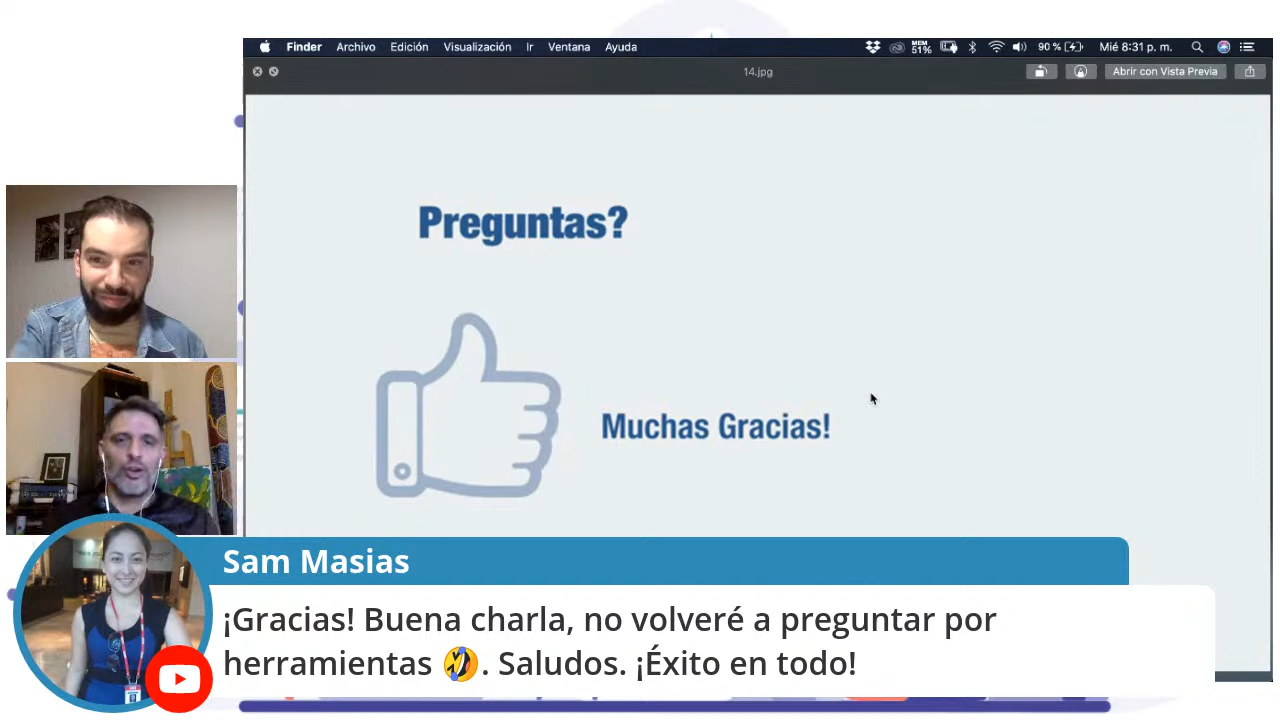 Finder Archivo Edición Visualización Ir Ventana Ayuda MEM 51% 90 % Mié 8:31 p. m.
14.jpg Abrir con Vista Previa
Preguntas?
Muchas Gracias!
Sam Masias
¡Gracias! Buena charla, no volveré a preguntar por
herramientas 🤣. Saludos. ¡Éxito en todo!